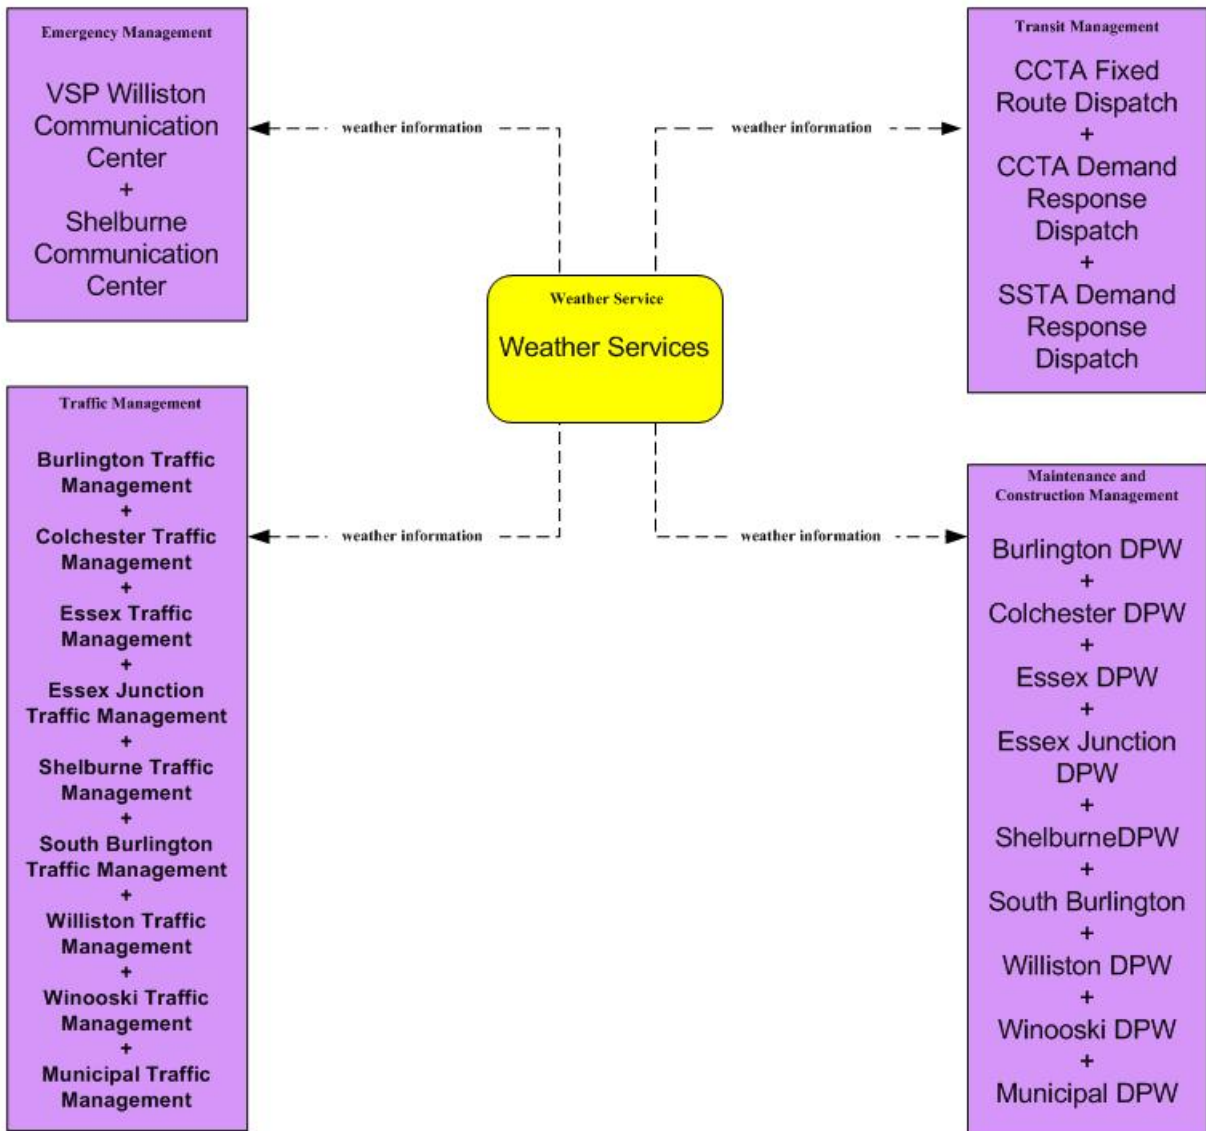 Emergency Management
VSP Williston
Communication
Center
+
Shelburne
Communication
Center
weather information
weather information
Transit Management
CCTA Fixed
Route Dispatch
+
CCTA Demand
Response
Dispatch
+
SSTA Demand
Response
Dispatch
Weather Service
Weather Services
Traffic Management
Burlington Traffic
Management
+
Colchester Traffic
Management
+
Essex Traffic
Management
+
Essex Junction
Traffic Management
+
Shelburne Traffic
Management
+
South Burlington
Traffic Management
+
Williston Traffic
Management
+
Winooski Traffic
Management
+
Municipal Traffic
Management
weather information
weather information
Maintenance and
Construction Management
Burlington DPW
+
Colchester DPW
+
Essex DPW
+
Essex Junction
DPW
+
ShelburneDPW
+
South Burlington
+
Williston DPW
+
Winooski DPW
+
Municipal DPW